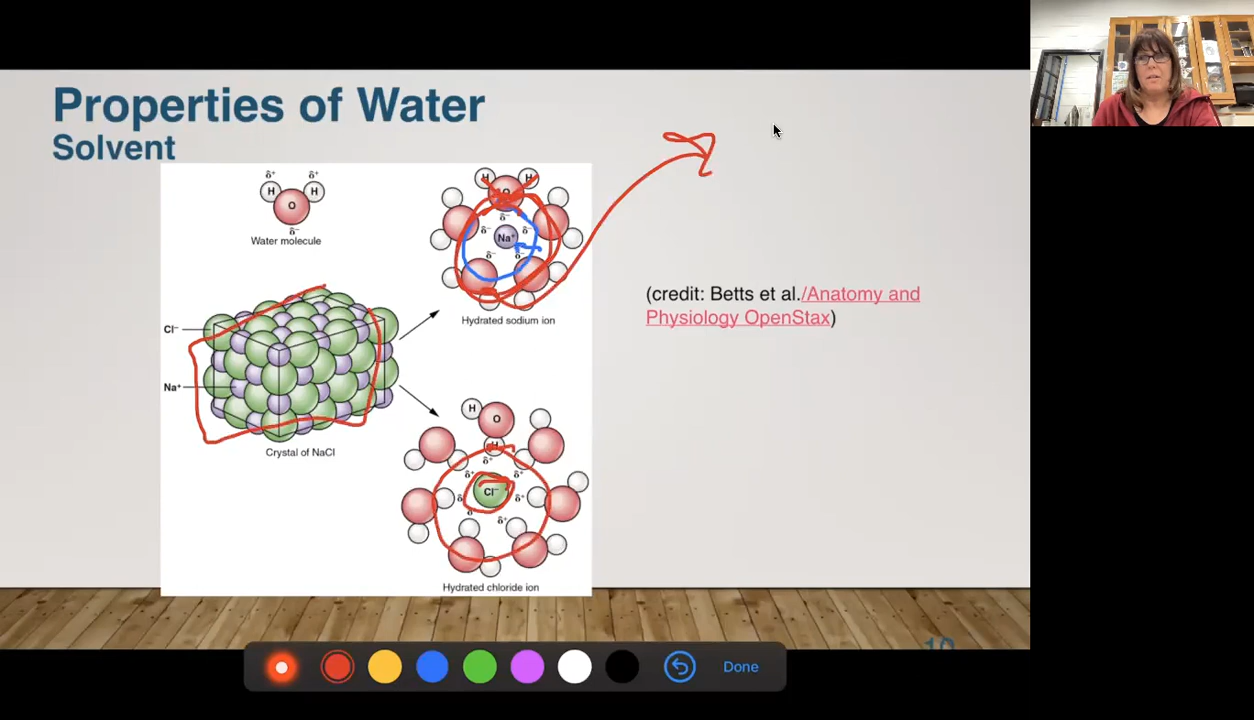 Properties of Water
Solvent
δ⁺ δ⁺
H H
O
δ⁻
Water molecule
H H
O
δ⁻
δ⁻ δ⁻
Na⁺
δ⁻ δ⁻
Hydrated sodium ion
(credit: Betts et al./Anatomy and
Physiology OpenStax)
Cl⁻
Na⁺
Crystal of NaCl
H O
H
δ⁺
δ⁺ δ⁺
Cl⁻
δ⁺
δ⁺
Hydrated chloride ion
Done